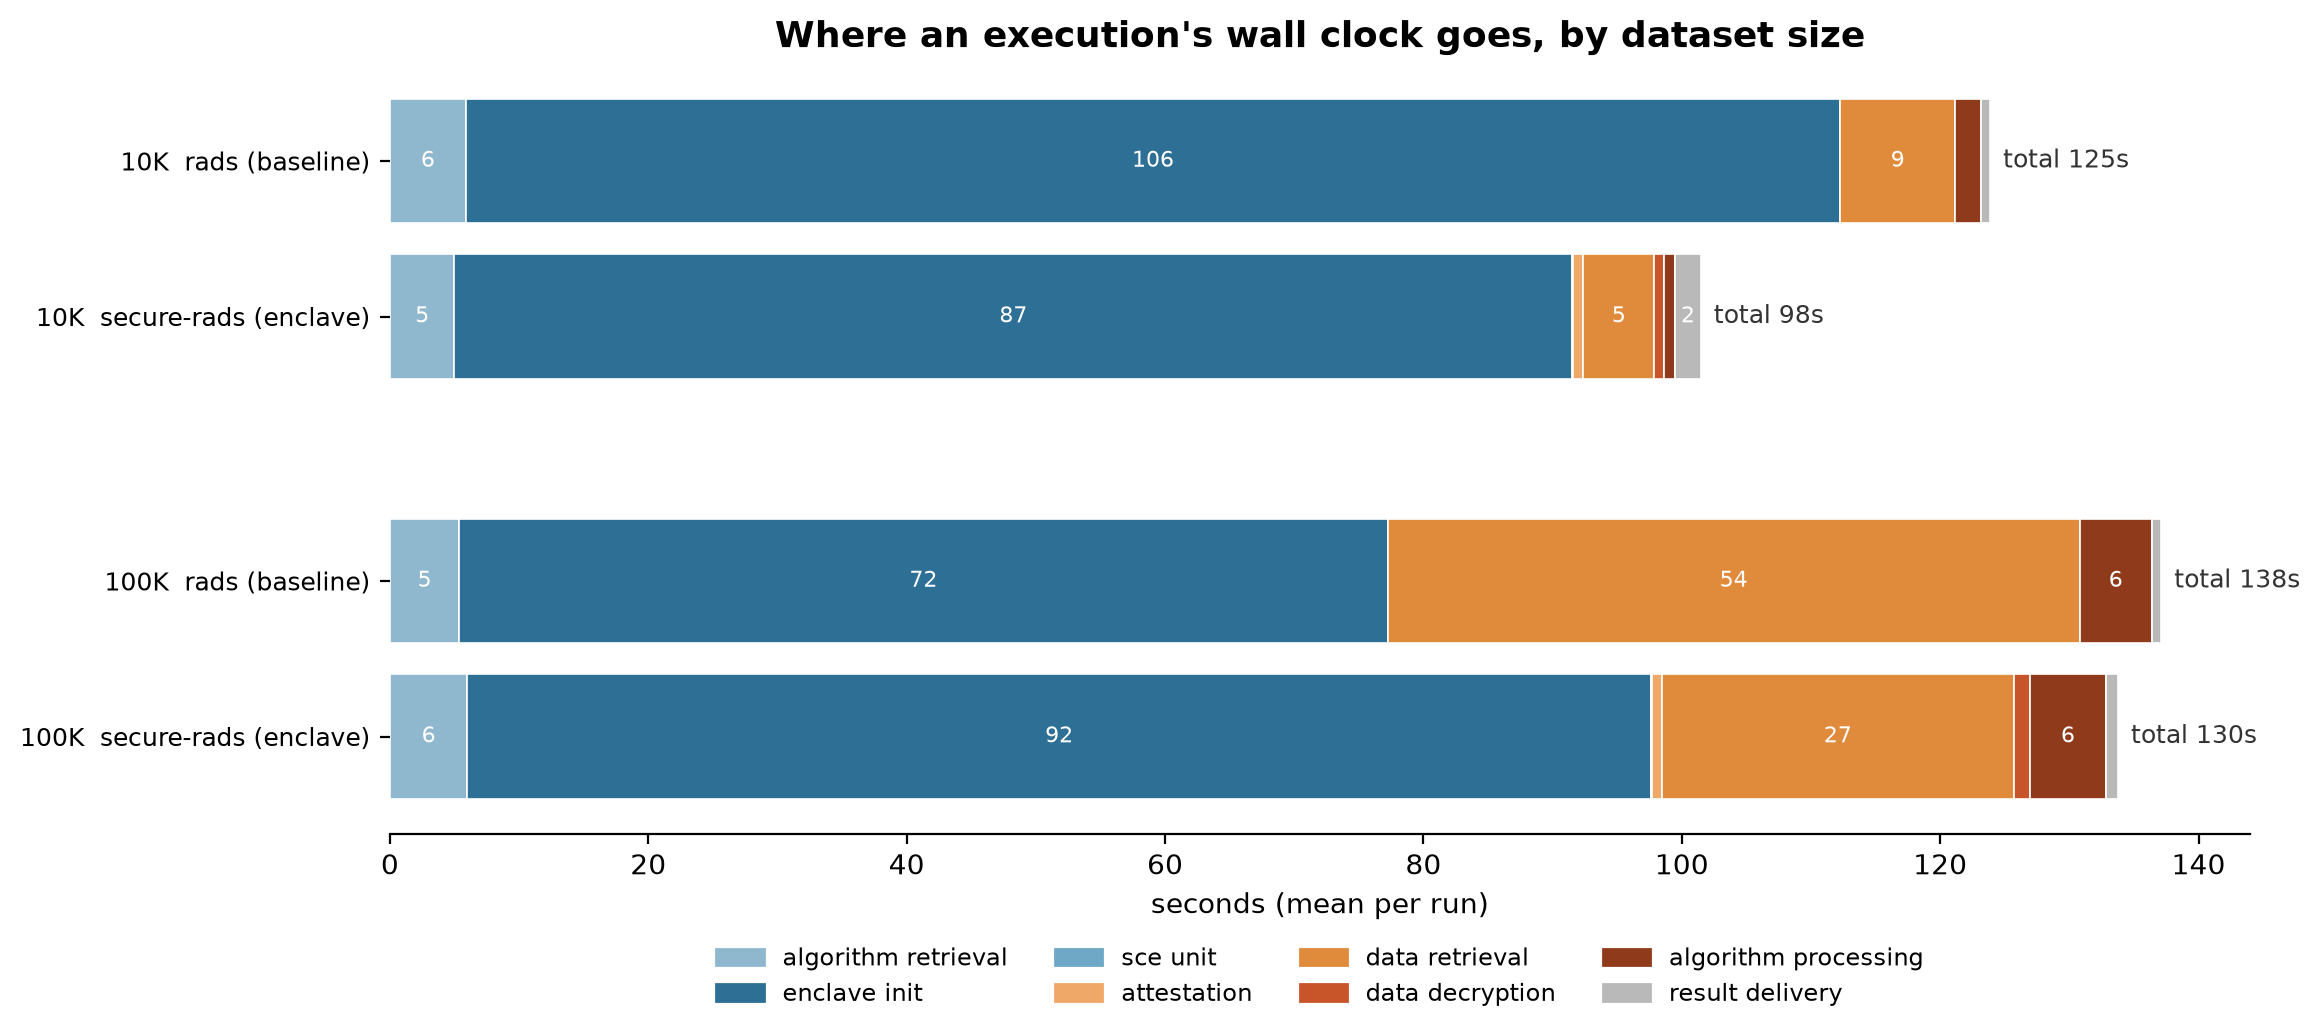 Where an execution's wall clock goes, by dataset size
10K  rads (baseline) 6 106 9 total 125s
10K  secure-rads (enclave) 5 87 5 2 total 98s
100K  rads (baseline) 5 72 54 6 total 138s
100K  secure-rads (enclave) 6 92 27 6 total 130s
0 20 40 60 80 100 120 140
seconds (mean per run)
algorithm retrieval sce unit data retrieval algorithm processing
enclave init attestation data decryption result delivery